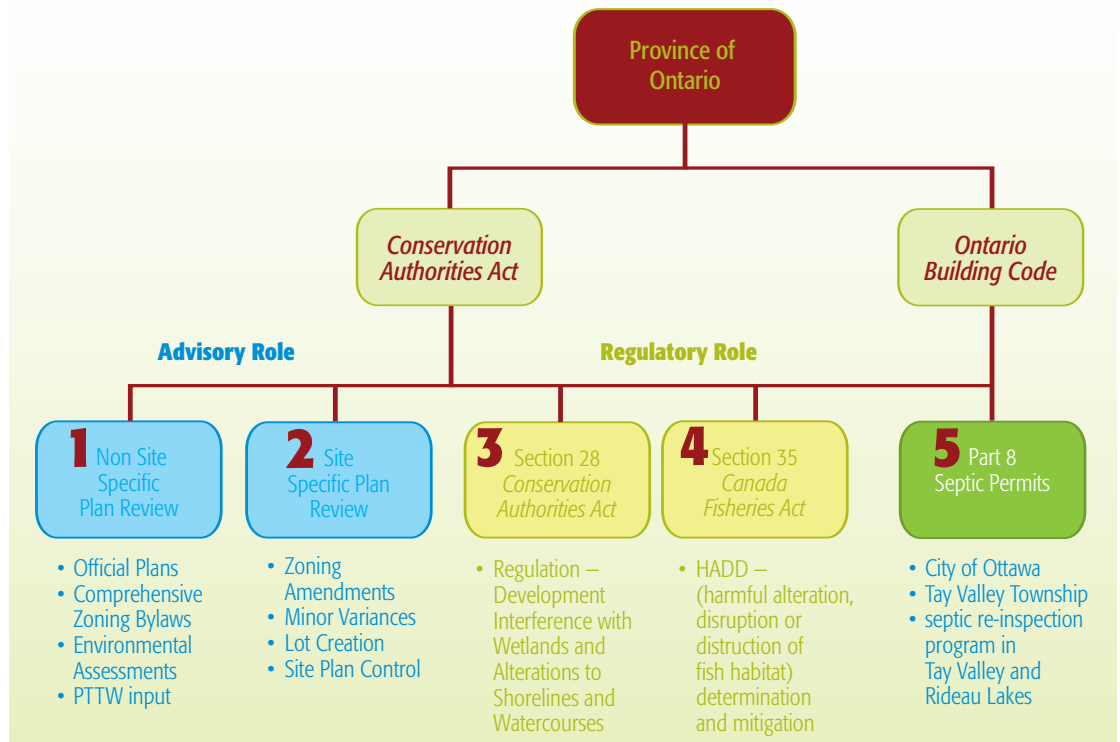 Province of
Ontario
Conservation
Authorities Act
Ontario
Building Code
Advisory Role
Regulatory Role
1 Non Site
Specific
Plan Review
2 Site
Specific Plan
Review
3 Section 28
Conservation
Authorities Act
4 Section 35
Canada
Fisheries Act
5 Part 8
Septic Permits
• Official Plans
• Comprehensive
Zoning Bylaws
• Environmental
Assessments
• PTTW input
• Zoning
Amendments
• Minor Variances
• Lot Creation
• Site Plan Control
• Regulation –
Development
Interference with
Wetlands and
Alterations to
Shorelines and
Watercourses
• HADD –
(harmful alteration,
disruption or
distruction of
fish habitat)
determination
and mitigation
• City of Ottawa
• Tay Valley Township
• septic re-inspection
program in
Tay Valley and
Rideau Lakes